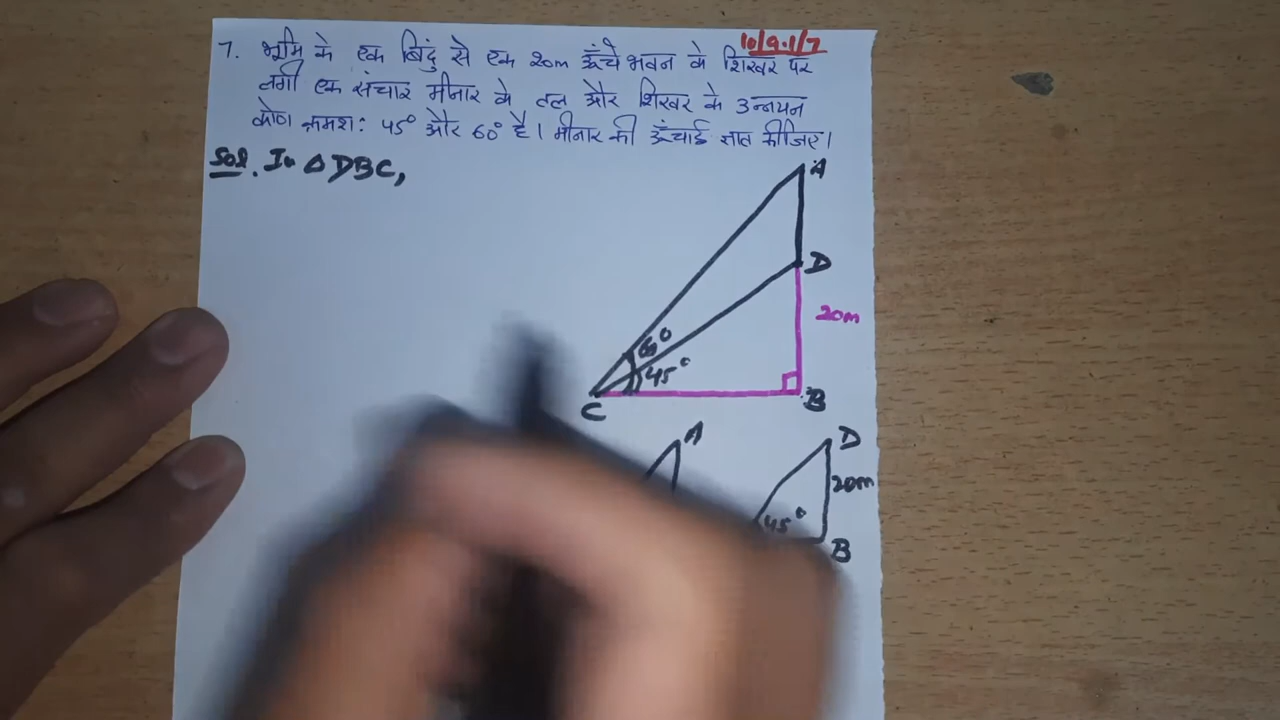 10/9.1/7
7. भूमि के एक बिंदु से एक 20m ऊँचे भवन के शिखर पर
लगी एक संचार मीनार के तल और शिखर के उन्नयन
कोण क्रमश: 45° और 60° है। मीनार की ऊँचाई ज्ञात कीजिए।
Sol. In △ DBC,
A
D
20m
60°
45°
C
B
A
D
20m
45°
B